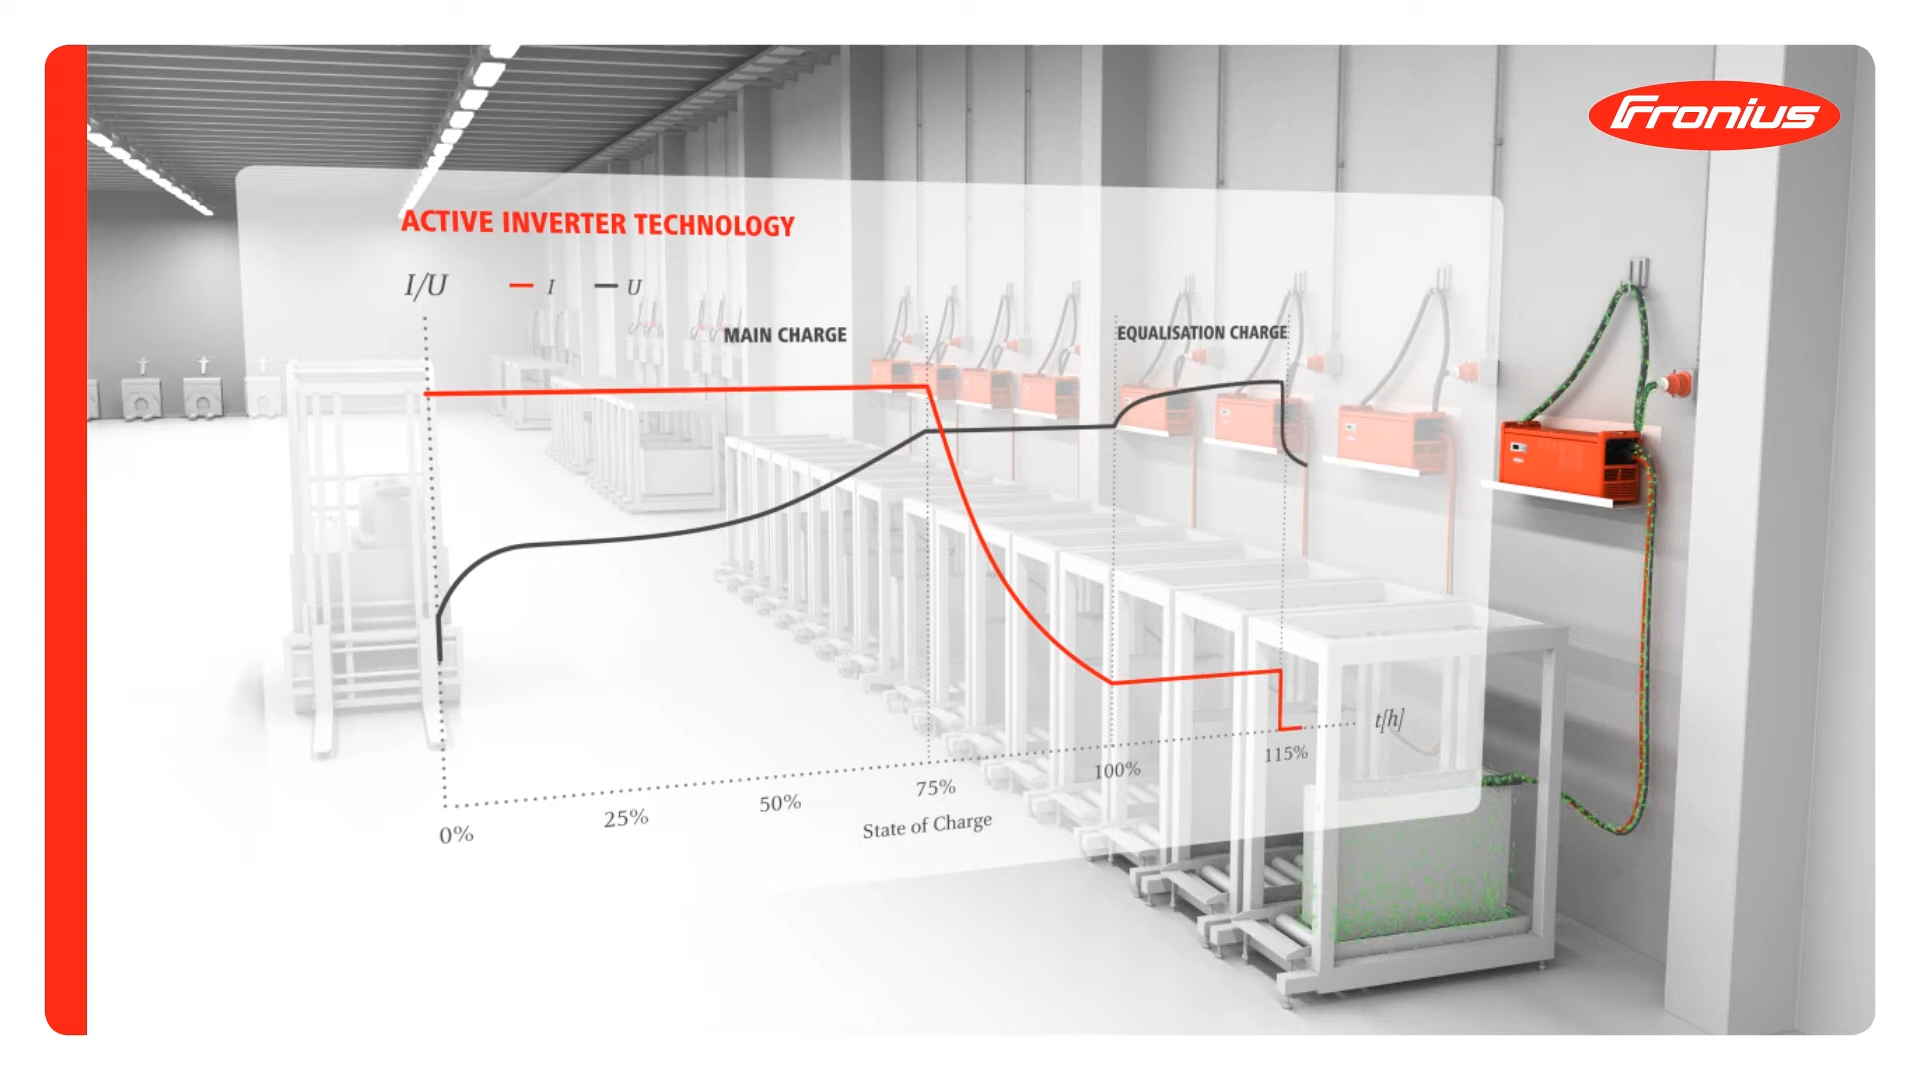 Fronius
ACTIVE INVERTER TECHNOLOGY
I/U I U
MAIN CHARGE EQUALISATION CHARGE
t[h]
0% 25% 50% 75% 100% 115%
State of Charge